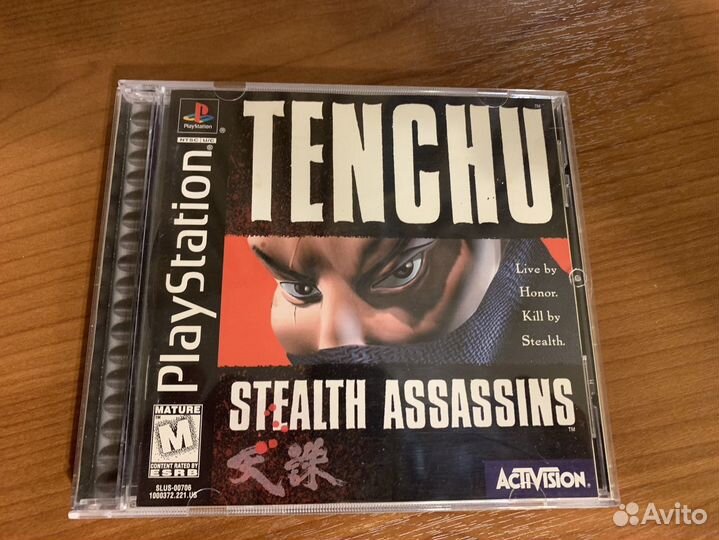 PlayStation
NTSC U/C
PlayStation
TENCHU
Live by
Honor.
Kill by
Stealth.
STEALTH ASSASSINS
天誅
MATURE
M
CONTENT RATED BY
ESRB
SLUS-00706
1000372.221.US
ACTIVISION
Avito